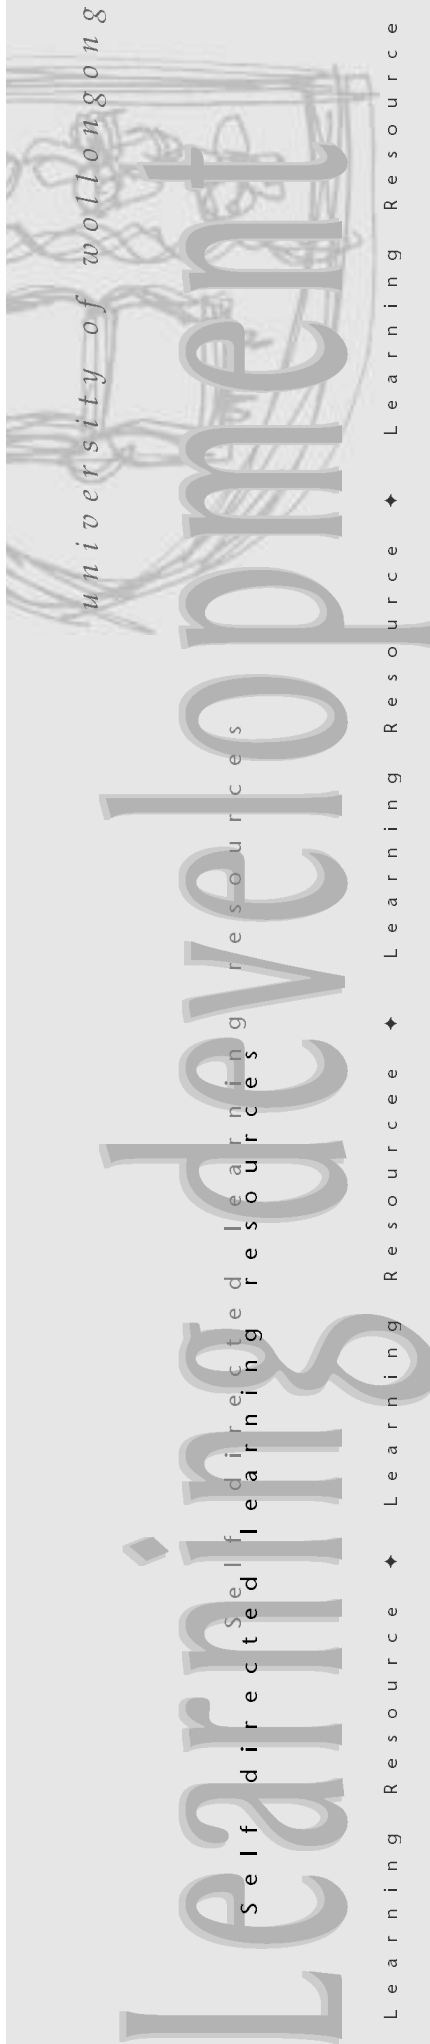 university of wollongong
Learning development
Self directed learning resources
Self directed learning resources
Learning Resource ✦ Learning Resourcee ✦ Learning Resource ✦ Learning Resource